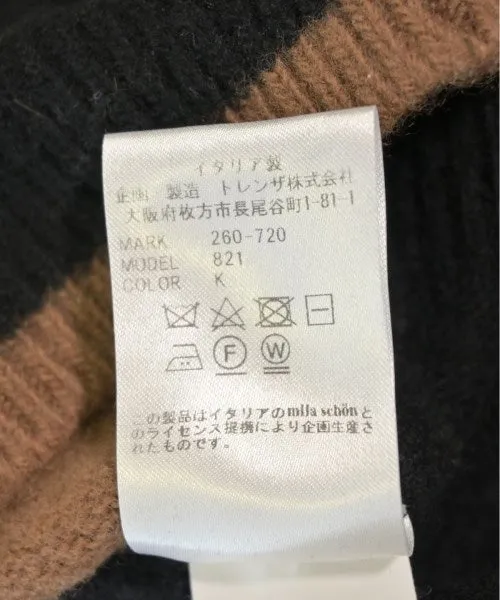 イタリア製
企画 製造 トレンザ株式会社
大阪府枚方市長尾谷町1-81-1
MARK 260-720
MODEL 821
COLOR K
F W
この製品はイタリアのmila schönと
のライセンス提携により企画生産さ
れたものです。